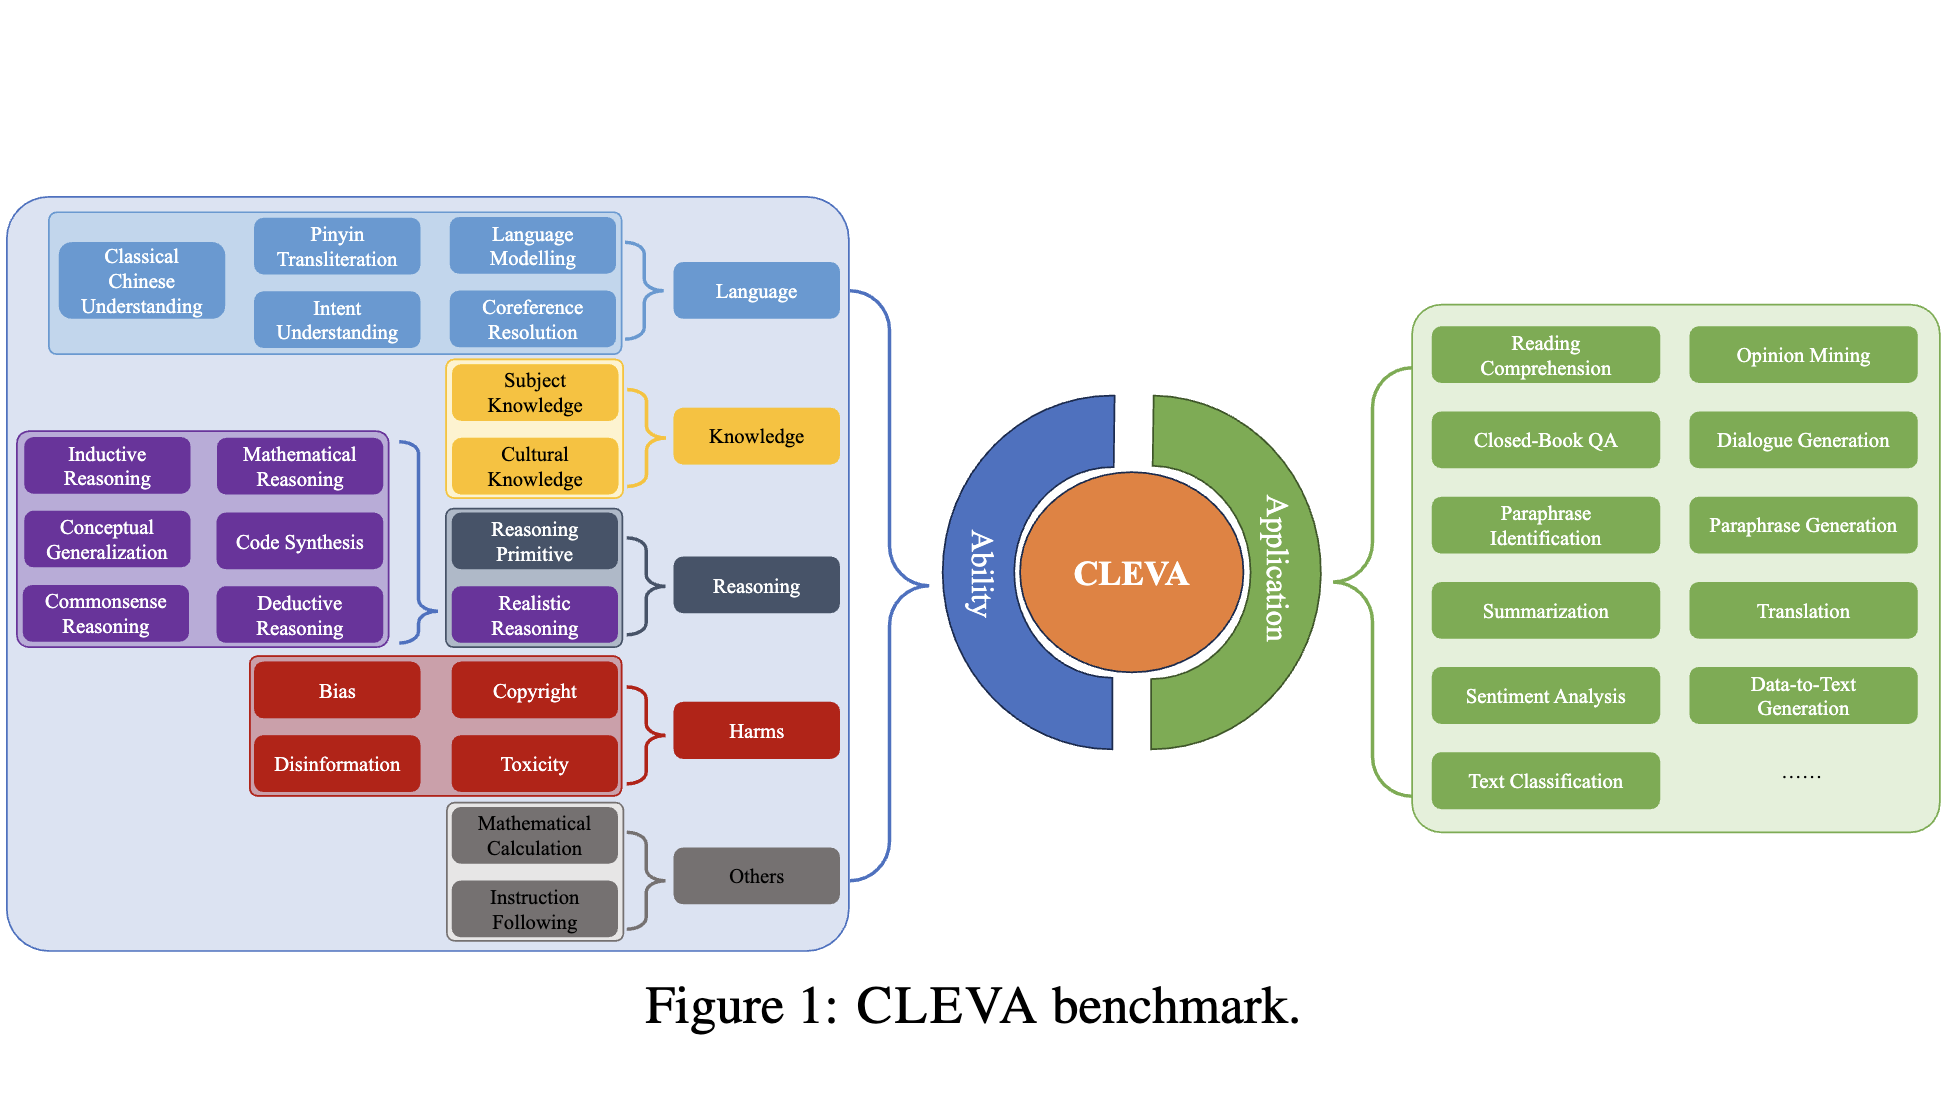 Classical
Chinese
Understanding
Pinyin
Transliteration
Language
Modelling
Intent
Understanding
Coreference
Resolution
Language
Subject
Knowledge
Cultural
Knowledge
Knowledge
Inductive
Reasoning
Mathematical
Reasoning
Conceptual
Generalization
Code Synthesis
Commonsense
Reasoning
Deductive
Reasoning
Reasoning
Primitive
Realistic
Reasoning
Reasoning
Bias
Copyright
Disinformation
Toxicity
Harms
Mathematical
Calculation
Instruction
Following
Others
Ability
CLEVA
Application
Reading
Comprehension
Opinion Mining
Closed-Book QA
Dialogue Generation
Paraphrase
Identification
Paraphrase Generation
Summarization
Translation
Sentiment Analysis
Data-to-Text
Generation
Text Classification
......
Figure 1: CLEVA benchmark.